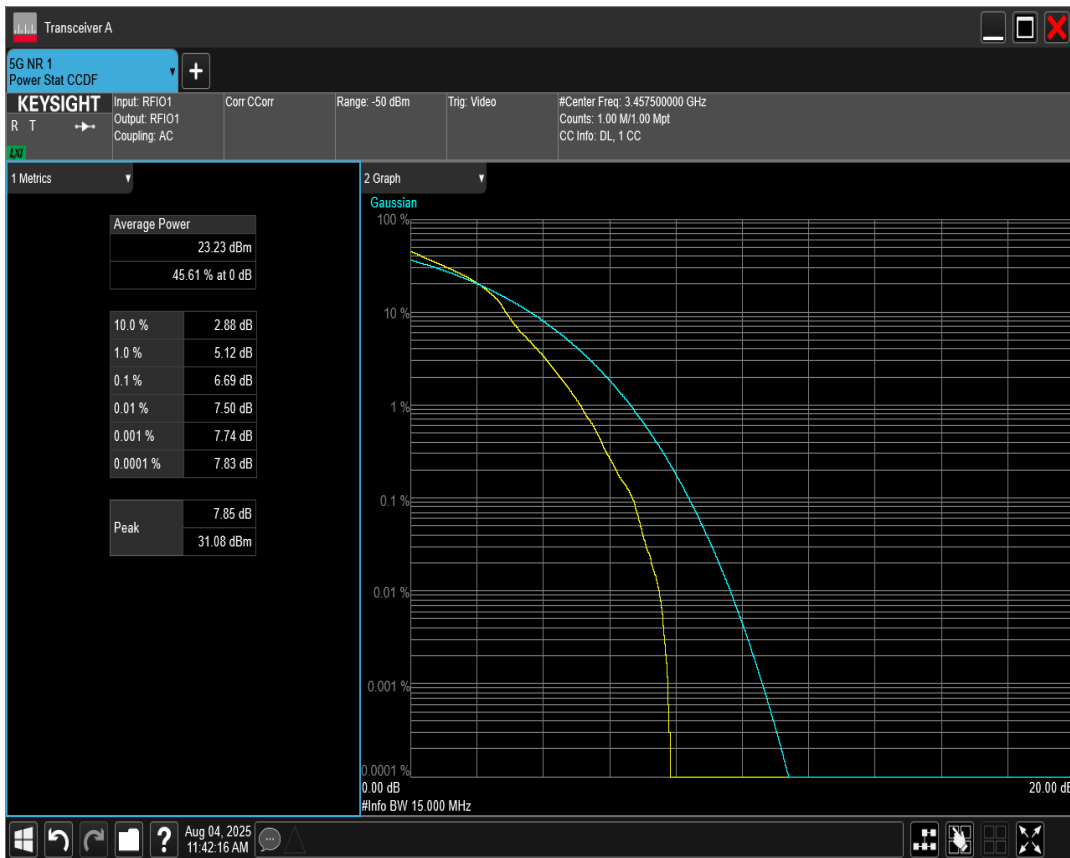 Transceiver A
5G NR 1
Power Stat CCDF
KEYSIGHT
R T
LXI
Input: RFIO1
Output: RFIO1
Coupling: AC
Corr CCorr
Range: -50 dBm
Trig: Video
#Center Freq: 3.457500000 GHz
Counts: 1.00 M/1.00 Mpt
CC Info: DL, 1 CC
1 Metrics
Average Power
23.23 dBm
45.61 % at 0 dB
10.0 % 2.88 dB
1.0 % 5.12 dB
0.1 % 6.69 dB
0.01 % 7.50 dB
0.001 % 7.74 dB
0.0001 % 7.83 dB
Peak
7.85 dB
31.08 dBm
2 Graph
Gaussian
100 %
10 %
1 %
0.1 %
0.01 %
0.001 %
0.0001 %
0.00 dB
20.00 dB
#Info BW 15.000 MHz
?
Aug 04, 2025
11:42:16 AM